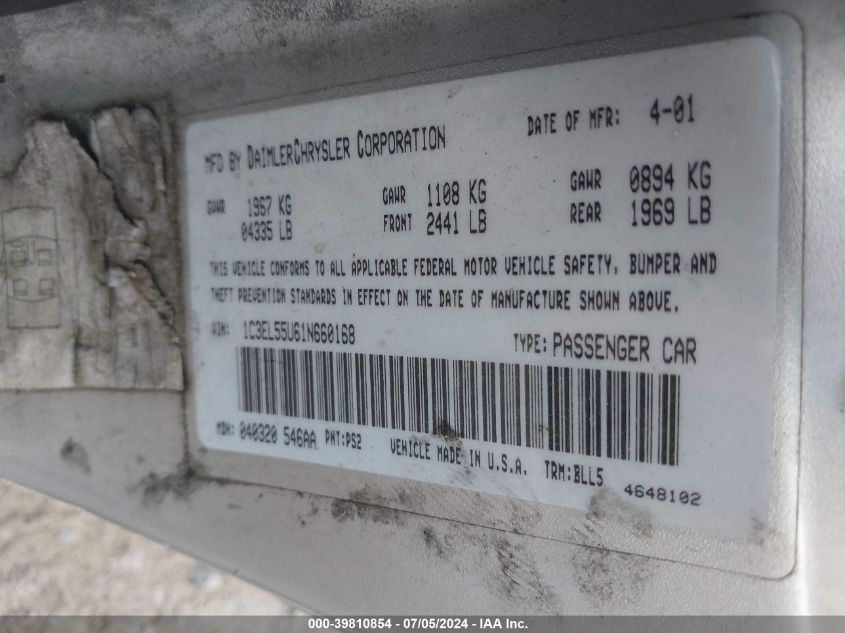 MFD BY DAIMLERCHRYSLER CORPORATION DATE OF MFR: 4-01
GVWR 1967 KG GAWR 1108 KG GAWR 0894 KG
04335 LB FRONT 2441 LB REAR 1969 LB
THIS VEHICLE CONFORMS TO ALL APPLICABLE FEDERAL MOTOR VEHICLE SAFETY, BUMPER AND
THEFT PREVENTION STANDARDS IN EFFECT ON THE DATE OF MANUFACTURE SHOWN ABOVE.
VIN: 1C3EL55U61N660168 TYPE: PASSENGER CAR
MDH: 040320 546AA PNT:PS2 VEHICLE MADE IN U.S.A. TRM:BLL5 4648102
000-39810854 - 07/05/2024 - IAA Inc.